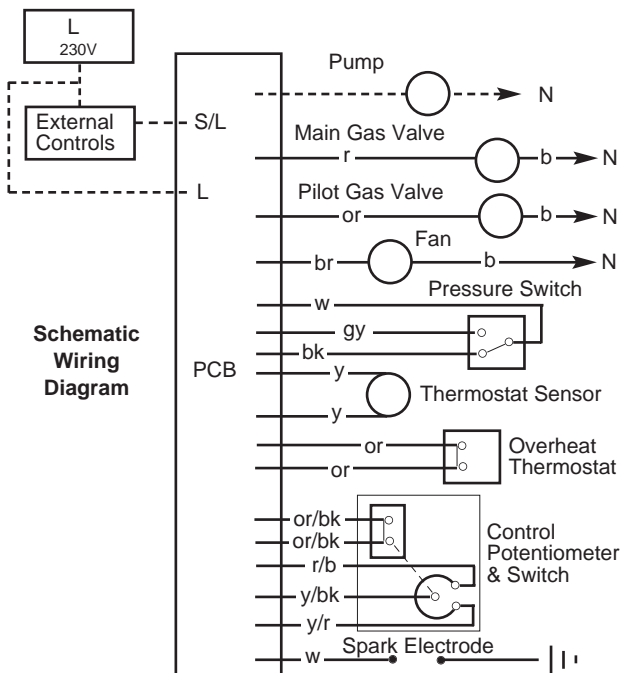 L
230V
External
Controls
S/L
L
Schematic
Wiring
Diagram
PCB
Pump
N
Main Gas Valve
r
b
N
Pilot Gas Valve
or
b
N
Fan
br
b
N
Pressure Switch
w
gy
bk
y
Thermostat Sensor
y
or
Overheat
Thermostat
or
or/bk
or/bk
r/b
y/bk
y/r
Control
Potentiometer
& Switch
Spark Electrode
w